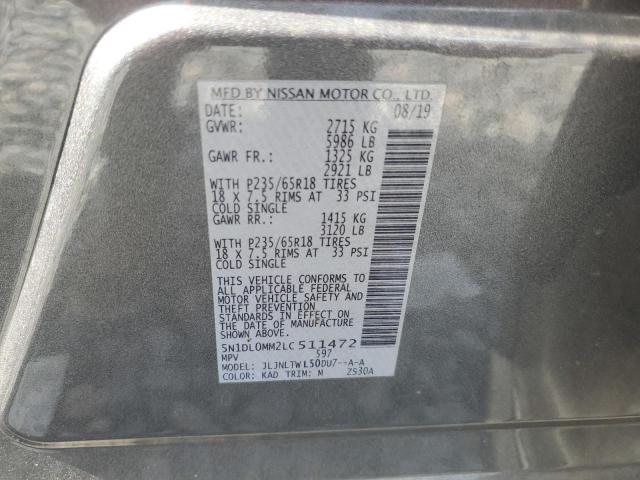 MFD BY NISSAN MOTOR CO., LTD.
DATE: 08/19
GVWR: 2715 KG
5986 LB
GAWR FR.: 1325 KG
2921 LB
WITH P235/65R18 TIRES
18 X 7.5 RIMS AT 33 PSI
COLD SINGLE
GAWR RR.: 1415 KG
3120 LB
WITH P235/65R18 TIRES
18 X 7.5 RIMS AT 33 PSI
COLD SINGLE
THIS VEHICLE CONFORMS TO
ALL APPLICABLE FEDERAL
MOTOR VEHICLE SAFETY AND
THEFT PREVENTION
STANDARDS IN EFFECT ON
THE DATE OF MANUFACTURE
SHOWN ABOVE.
5N1DL0MM2LC511472
MPV 597
MODEL: JLJNLTWL50DU7--A-A
COLOR: KAD TRIM: M ZS30A